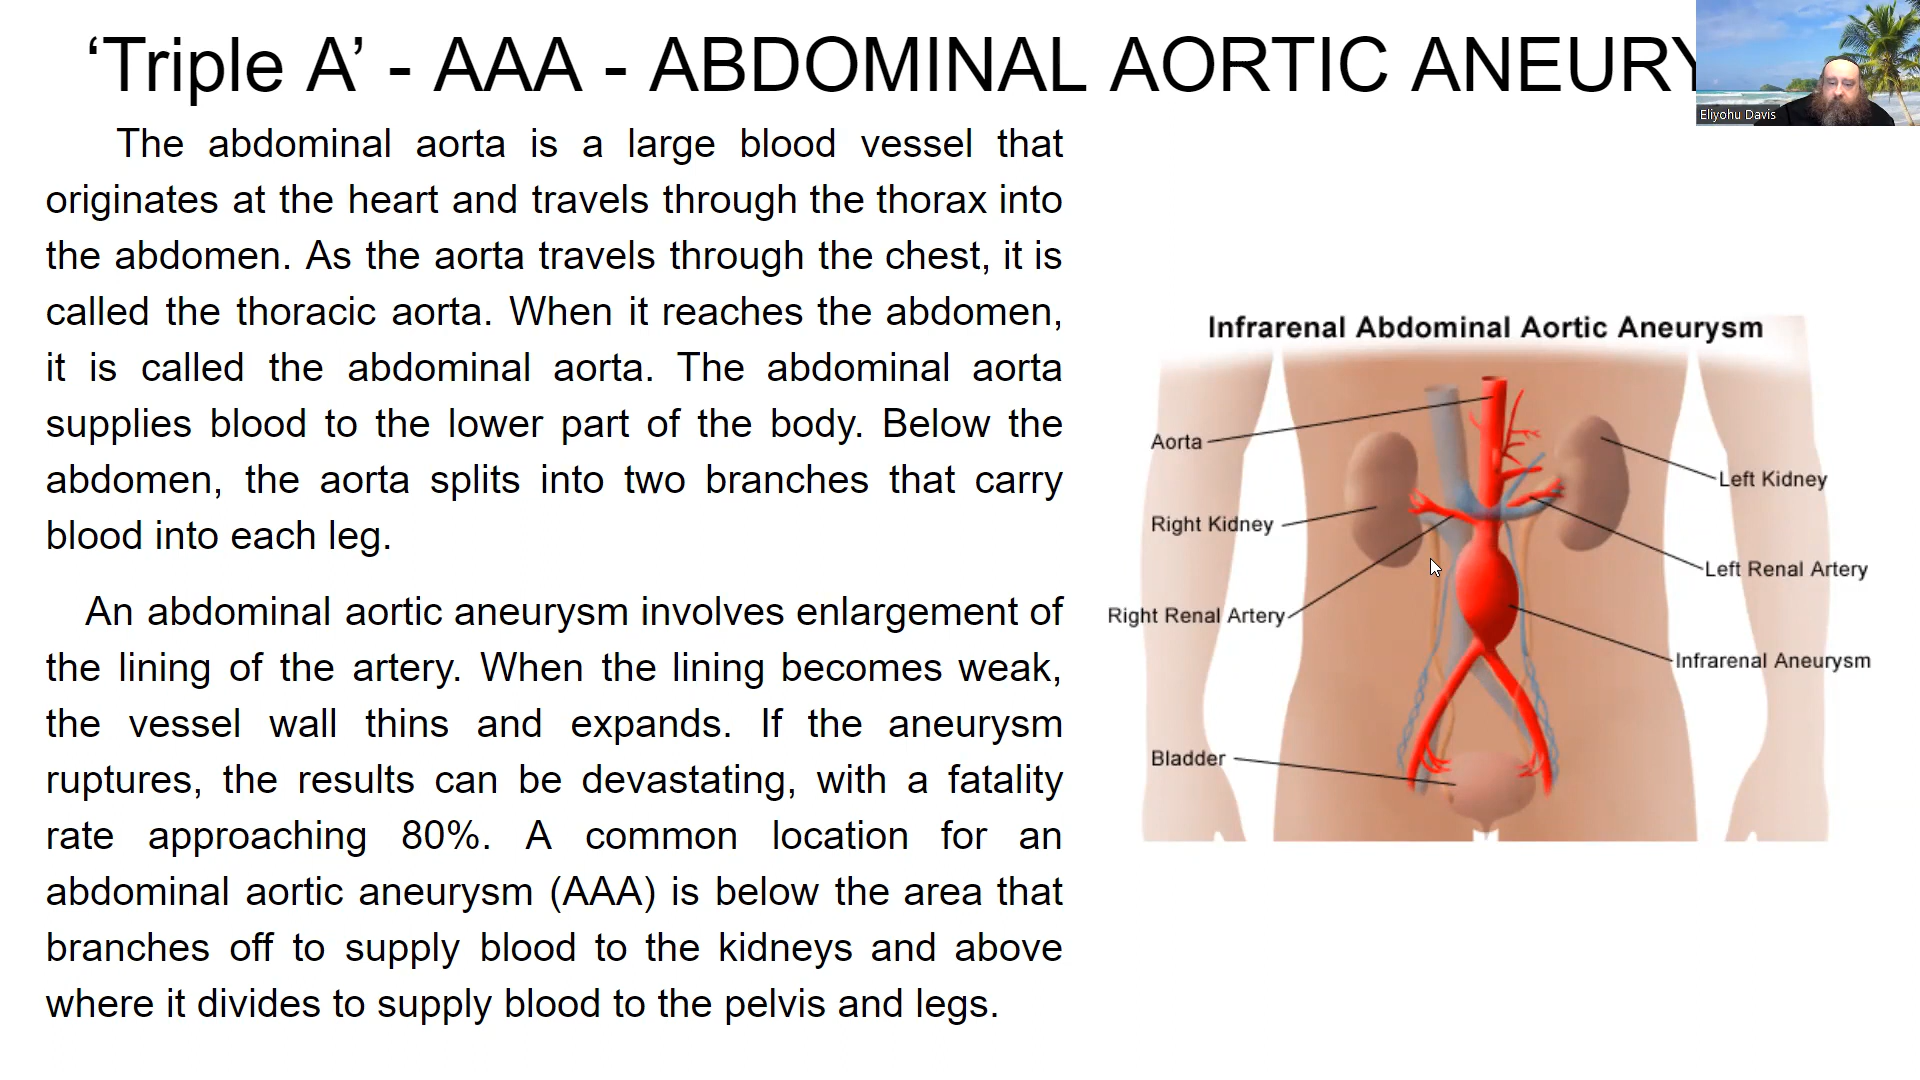 ‘Triple A’ - AAA - ABDOMINAL AORTIC ANEURY
Eliyohu Davis
The abdominal aorta is a large blood vessel that
originates at the heart and travels through the thorax into
the abdomen. As the aorta travels through the chest, it is
called the thoracic aorta. When it reaches the abdomen,
it is called the abdominal aorta. The abdominal aorta
supplies blood to the lower part of the body. Below the
abdomen, the aorta splits into two branches that carry
blood into each leg.
An abdominal aortic aneurysm involves enlargement of
the lining of the artery. When the lining becomes weak,
the vessel wall thins and expands. If the aneurysm
ruptures, the results can be devastating, with a fatality
rate approaching 80%. A common location for an
abdominal aortic aneurysm (AAA) is below the area that
branches off to supply blood to the kidneys and above
where it divides to supply blood to the pelvis and legs.
Infrarenal Abdominal Aortic Aneurysm
Aorta
Left Kidney
Right Kidney
Left Renal Artery
Right Renal Artery
Infrarenal Aneurysm
Bladder